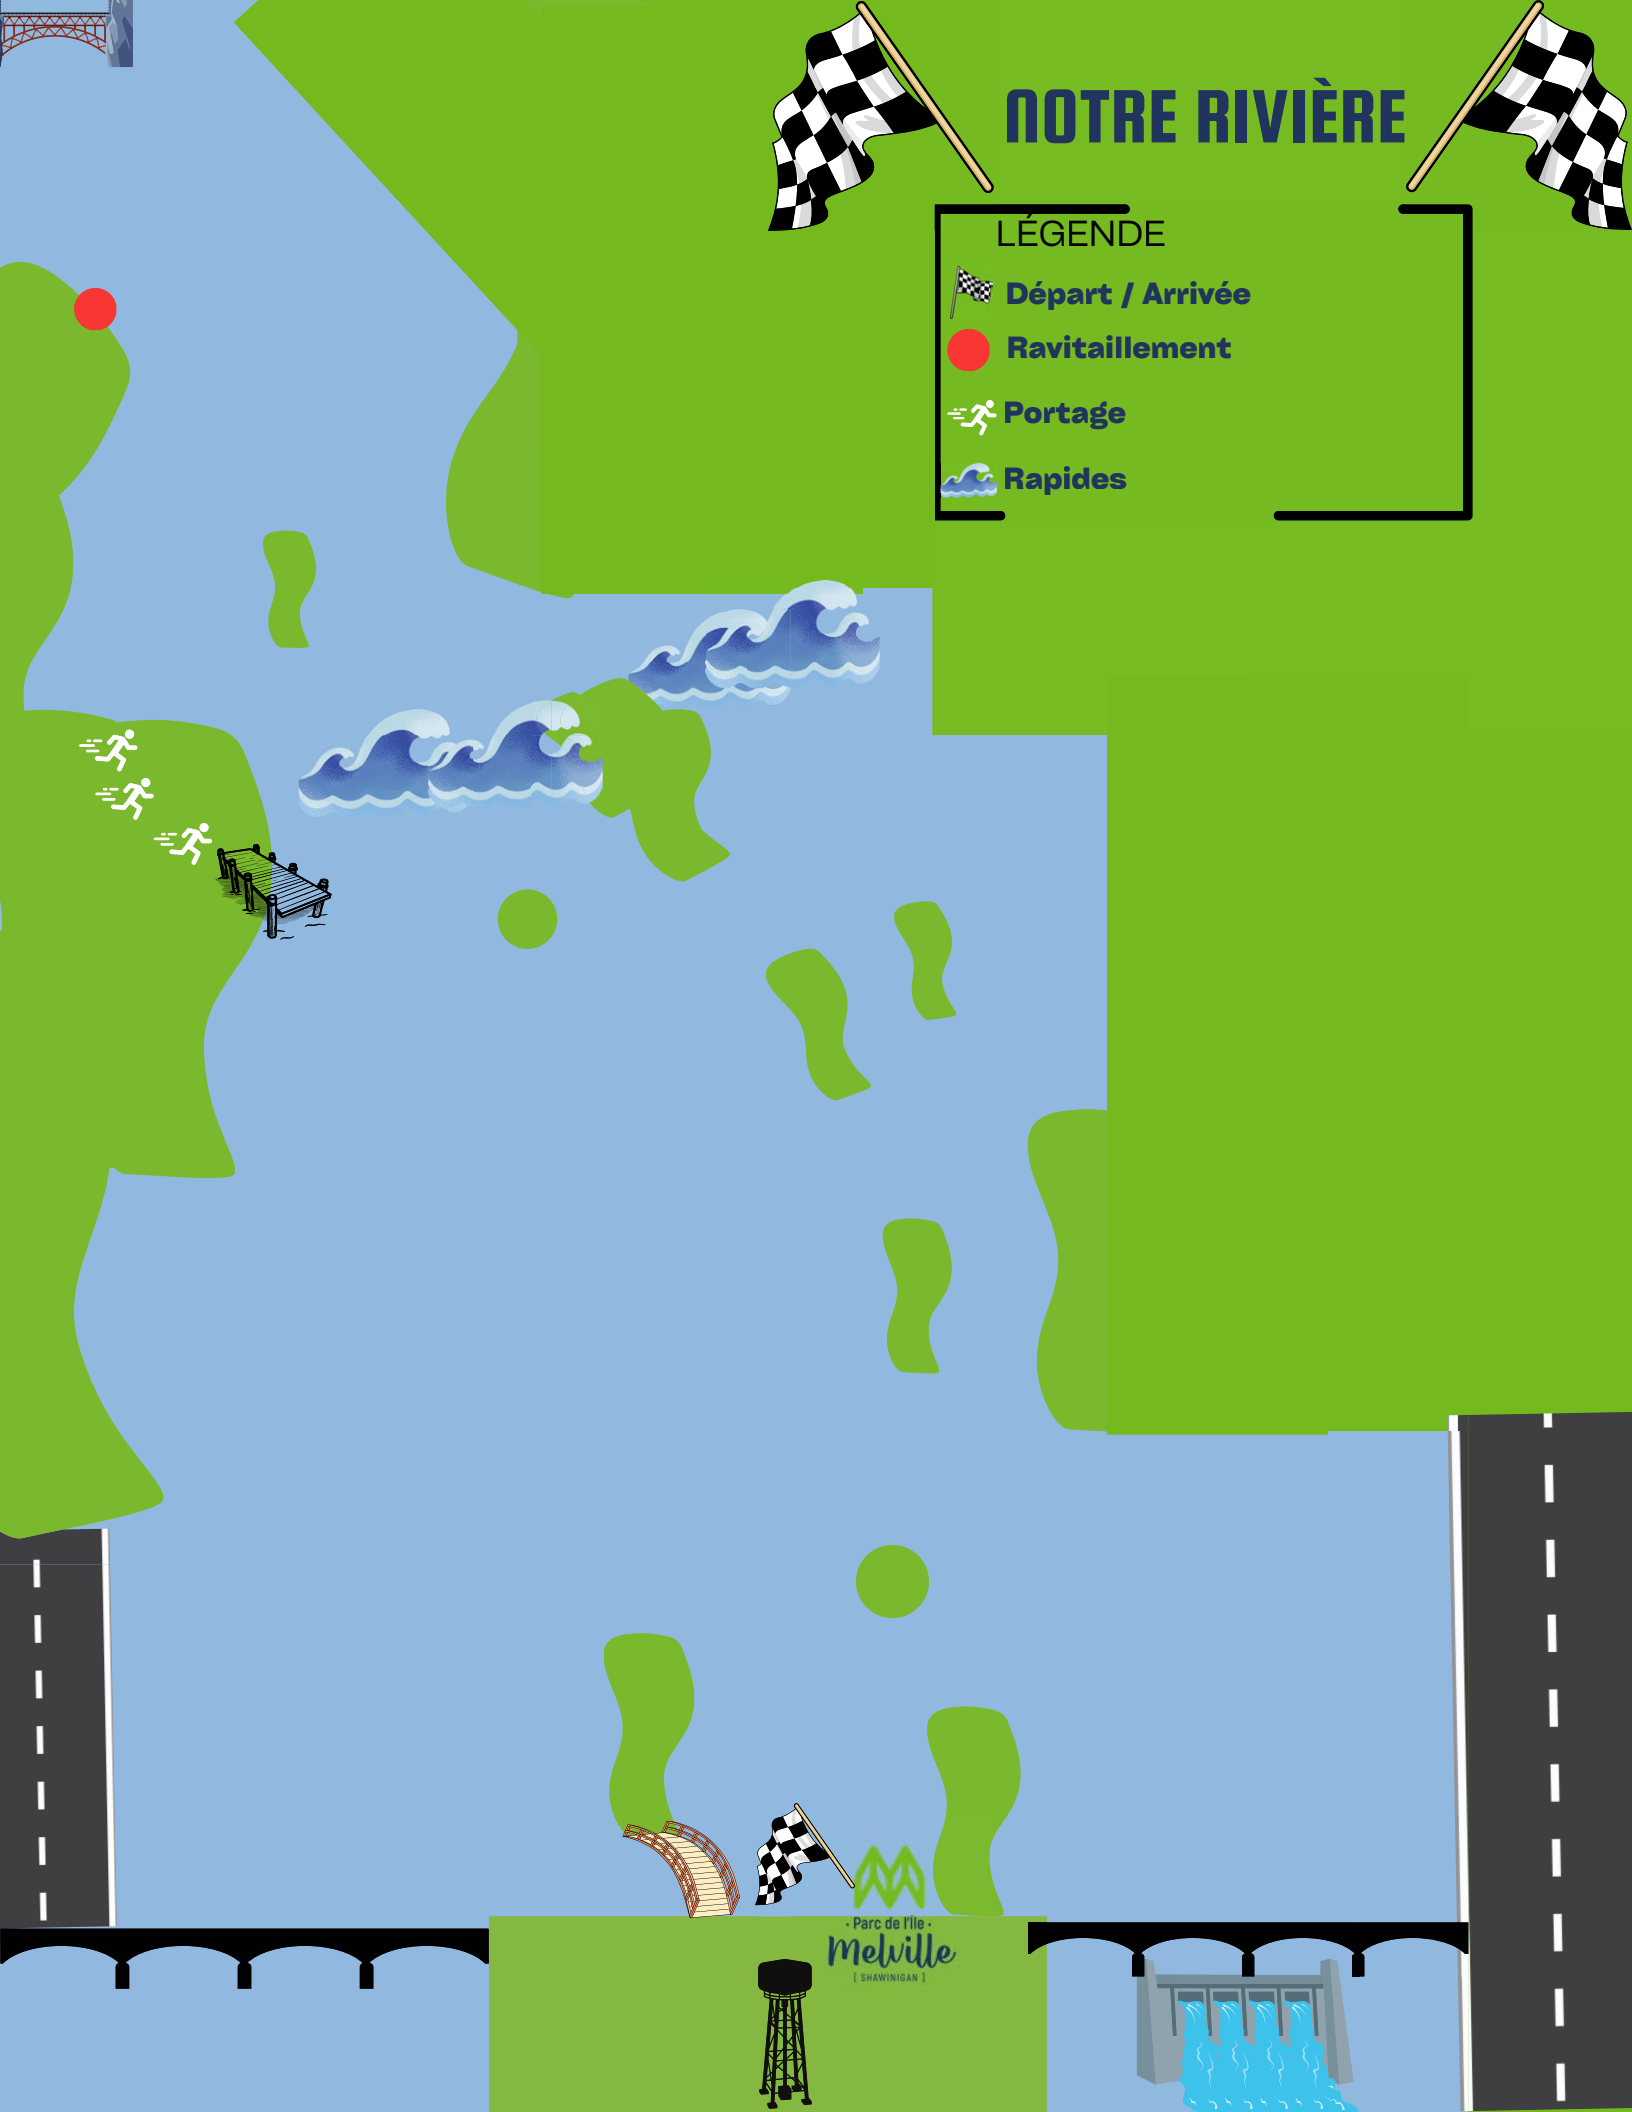 NOTRE RIVIÈRE
LÉGENDE
Départ / Arrivée
Ravitaillement
Portage
Rapides
• Parc de l'Île •
Melville
[ SHAWINIGAN ]